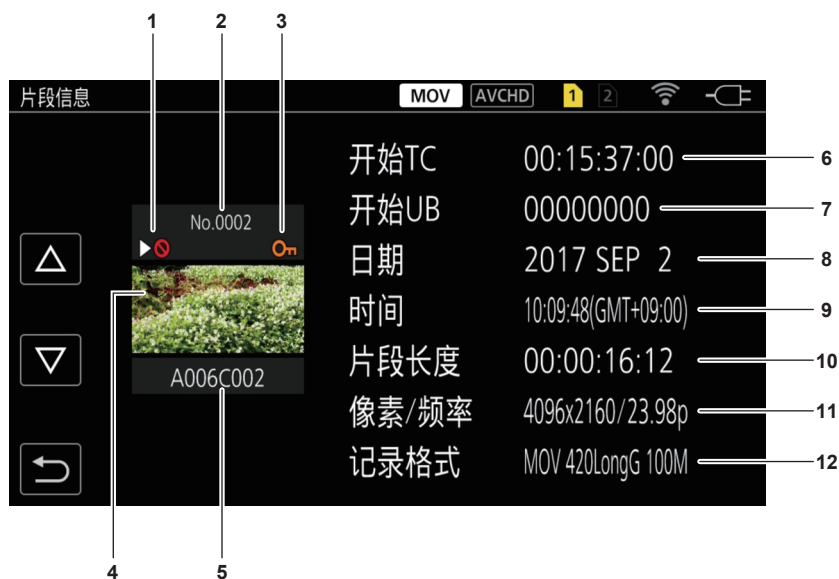 1 2 3
片段信息 MOV AVCHD 1 2
No.0002
A006C002
开始TC 00:15:37:00 6
开始UB 00000000 7
日期 2017 SEP 2 8
时间 10:09:48(GMT+09:00) 9
片段长度 00:00:16:12 10
像素/频率 4096x2160/23.98p 11
记录格式 MOV 420LongG 100M 12
4 5